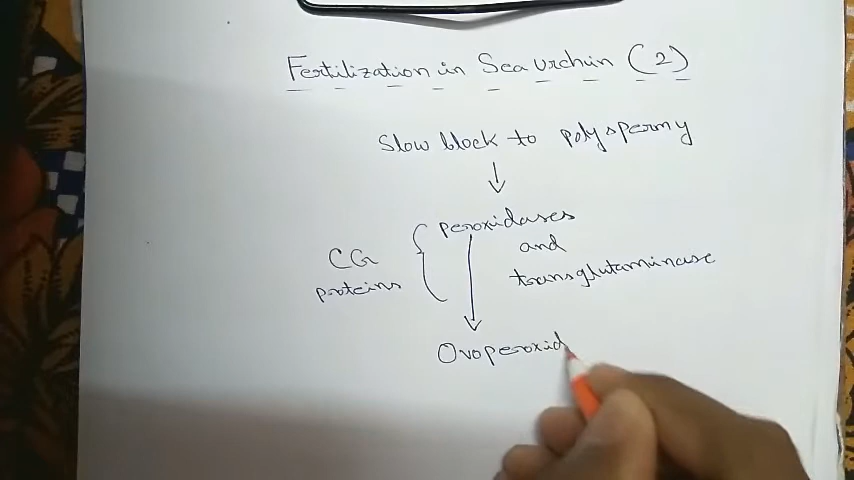 Fertilization in Sea urchin (2)
Slow block to polyspermy
peroxidases
and
CG
proteins
transglutaminase
Ovoperoxid